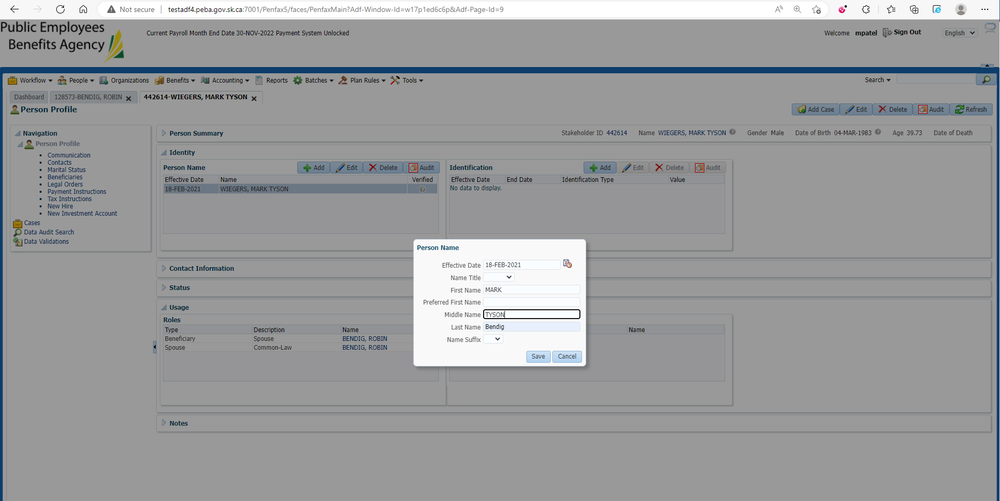 Not secure testadf4.peba.gov.sk.ca:7001/Penfax5/faces/PenfaxMain?Adf-Window-Id=w17p1ed6c6p&Adf-Page-Id=9
Public Employees
Benefits Agency
Current Payroll Month End Date 30-NOV-2022 Payment System Unlocked
Welcome mpatel Sign Out English
Workflow People Organizations Benefits Accounting Reports Batches Plan Rules Tools Search
Dashboard 128573-BENDIG, ROBIN 442614-WIEGERS, MARK TYSON
Person Profile
Add Case Edit Delete Audit Refresh
Navigation
Person Profile
Communication
Contacts
Marital Status
Beneficiaries
Legal Orders
Payment Instructions
Tax Instructions
New Hire
New Investment Account
Cases
Data Audit Search
Data Validations
Person Summary Stakeholder ID 442614 Name WIEGERS, MARK TYSON Gender Male Date of Birth 04-MAR-1983 Age 39.73 Date of Death
Identity
Person Name Add Edit Delete Audit
Effective Date Name Verified
18-FEB-2021 WIEGERS, MARK TYSON
Identification Add Edit Delete Audit
Effective Date End Date Identification Type Value
No data to display.
Contact Information
Status
Usage
Roles
Type Description Name
Beneficiary Spouse BENDIG, ROBIN
Spouse Common-Law BENDIG, ROBIN
Name
Notes
Person Name
Effective Date 18-FEB-2021
Name Title
First Name MARK
Preferred First Name
Middle Name TYSON
Last Name Bendig
Name Suffix
Save Cancel